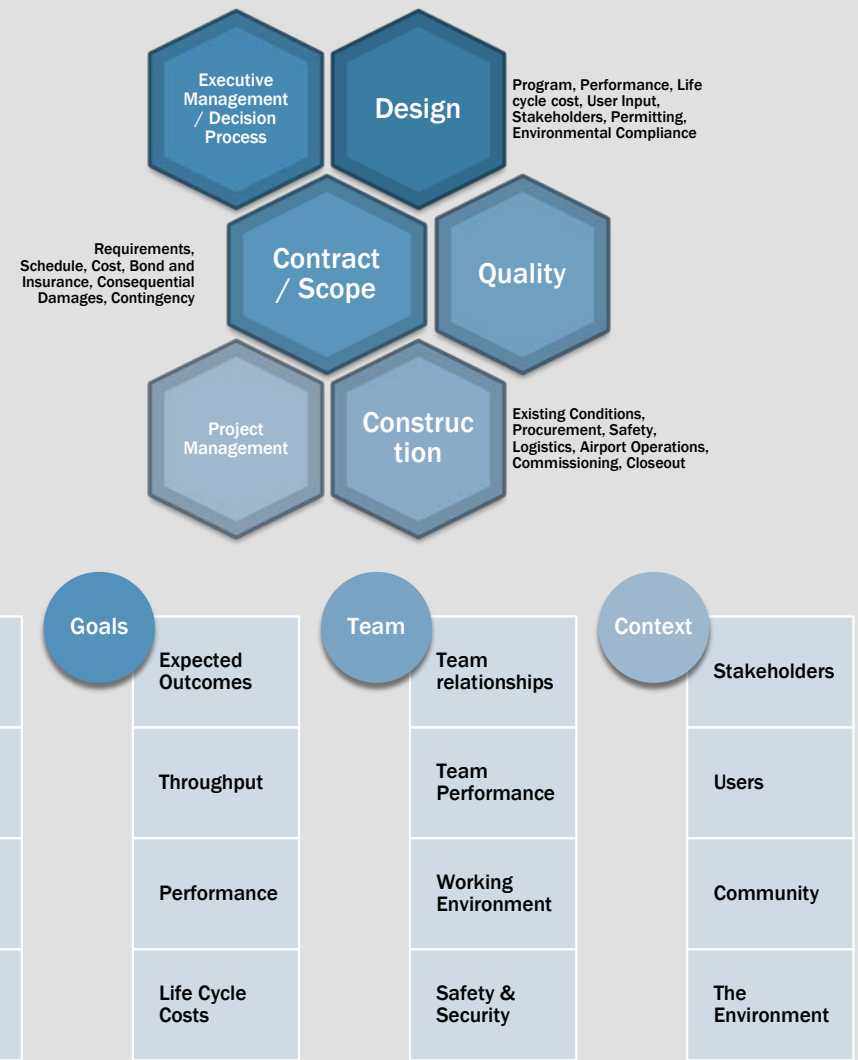 Executive
Management
/ Decision
Process
Design
Program, Performance, Life
cycle cost, User Input,
Stakeholders, Permitting,
Environmental Compliance
Requirements,
Schedule, Cost, Bond and
Insurance, Consequential
Damages, Contingency
Contract
/ Scope
Quality
Project
Management
Construc
tion
Existing Conditions,
Procurement, Safety,
Logistics, Airport Operations,
Commissioning, Closeout
Goals
Expected
Outcomes
Throughput
Performance
Life Cycle
Costs
Team
Team
relationships
Team
Performance
Working
Environment
Safety &
Security
Context
Stakeholders
Users
Community
The
Environment